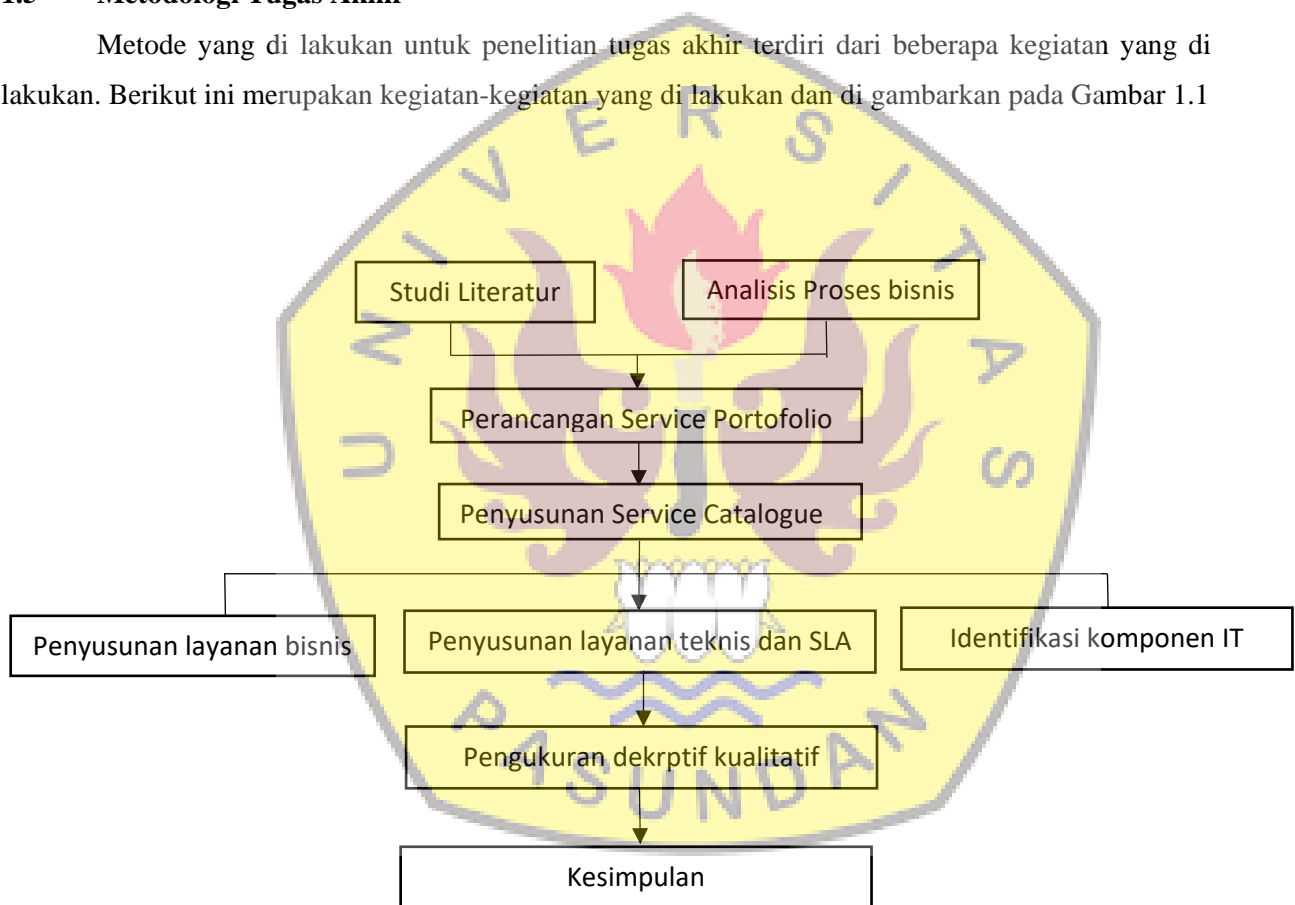 Metodologi Tugas Akhir
Metode yang di lakukan untuk penelitian tugas akhir terdiri dari beberapa kegiatan yang di
lakukan. Berikut ini merupakan kegiatan-kegiatan yang di lakukan dan di gambarkan pada Gambar 1.1
UNIVERSITAS
Studi Literatur
Analisis Proses bisnis
Perancangan Service Portofolio
Penyusunan Service Catalogue
Penyusunan layanan bisnis
Penyusunan layanan teknis dan SLA
Identifikasi komponen IT
PASUNDAN
Pengukuran dekrptif kualitatif
Kesimpulan